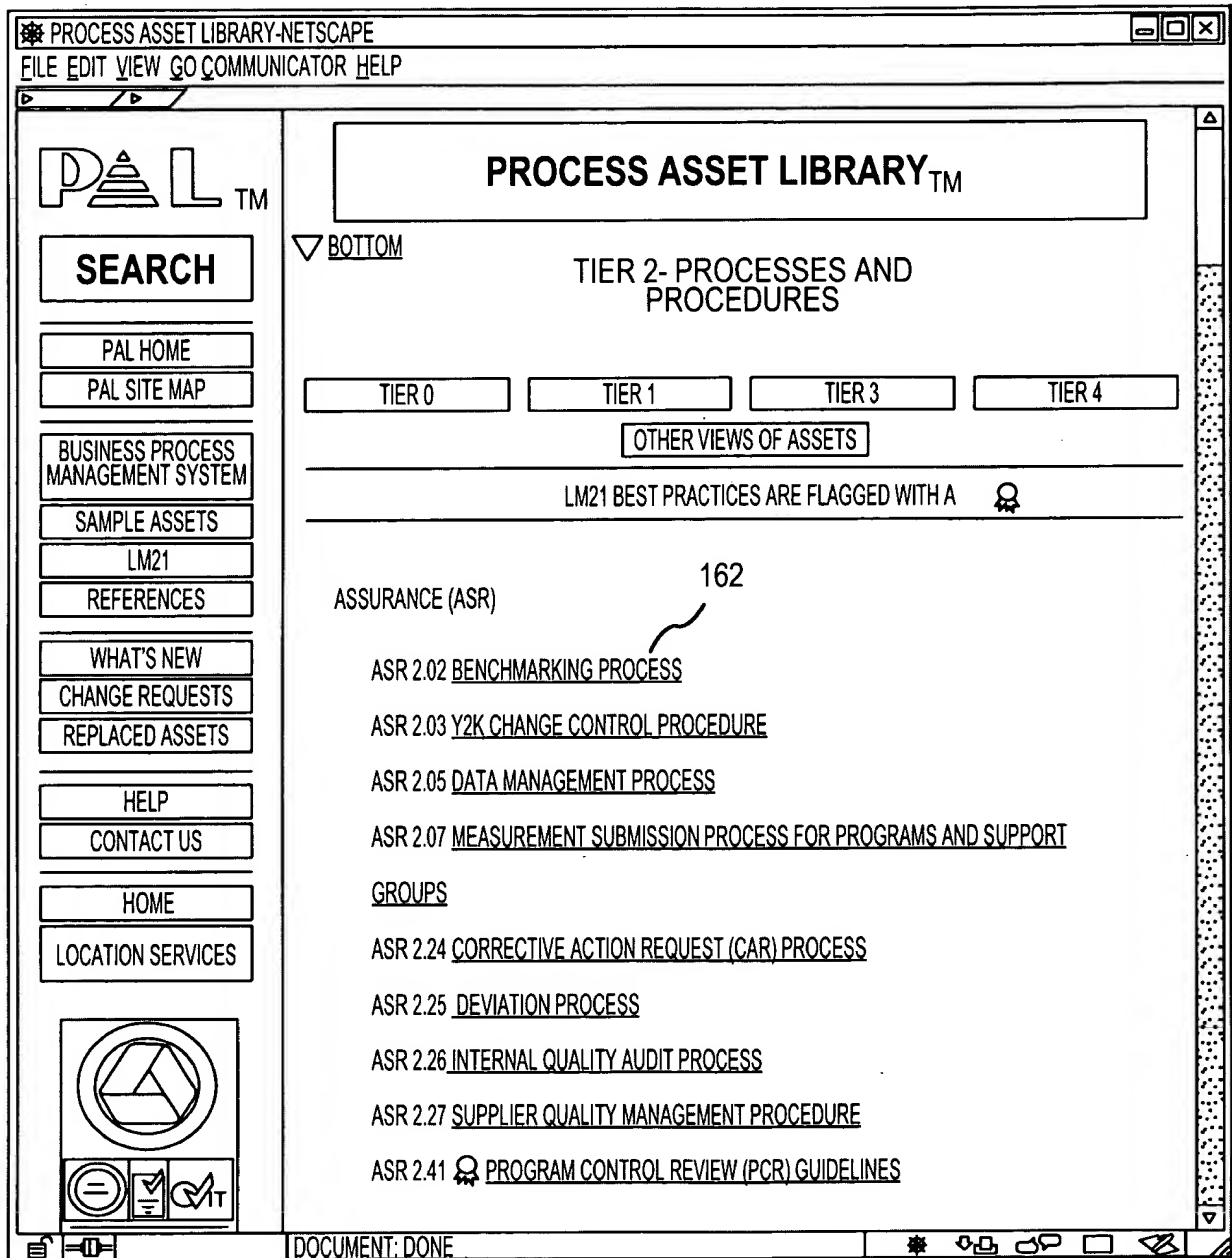 PROCESS ASSET LIBRARY-NETSCAPE
FILE EDIT VIEW GO COMMUNICATOR HELP
PAL TM
SEARCH
PAL HOME
PAL SITE MAP
BUSINESS PROCESS
MANAGEMENT SYSTEM
SAMPLE ASSETS
LM21
REFERENCES
WHAT'S NEW
CHANGE REQUESTS
REPLACED ASSETS
HELP
CONTACT US
HOME
LOCATION SERVICES
PROCESS ASSET LIBRARY TM
BOTTOM
TIER 2- PROCESSES AND
PROCEDURES
TIER 0 TIER 1 TIER 3 TIER 4
OTHER VIEWS OF ASSETS
LM21 BEST PRACTICES ARE FLAGGED WITH A
162
ASSURANCE (ASR)
ASR 2.02 BENCHMARKING PROCESS
ASR 2.03 Y2K CHANGE CONTROL PROCEDURE
ASR 2.05 DATA MANAGEMENT PROCESS
ASR 2.07 MEASUREMENT SUBMISSION PROCESS FOR PROGRAMS AND SUPPORT
GROUPS
ASR 2.24 CORRECTIVE ACTION REQUEST (CAR) PROCESS
ASR 2.25 DEVIATION PROCESS
ASR 2.26 INTERNAL QUALITY AUDIT PROCESS
ASR 2.27 SUPPLIER QUALITY MANAGEMENT PROCEDURE
ASR 2.41 PROGRAM CONTROL REVIEW (PCR) GUIDELINES
DOCUMENT: DONE